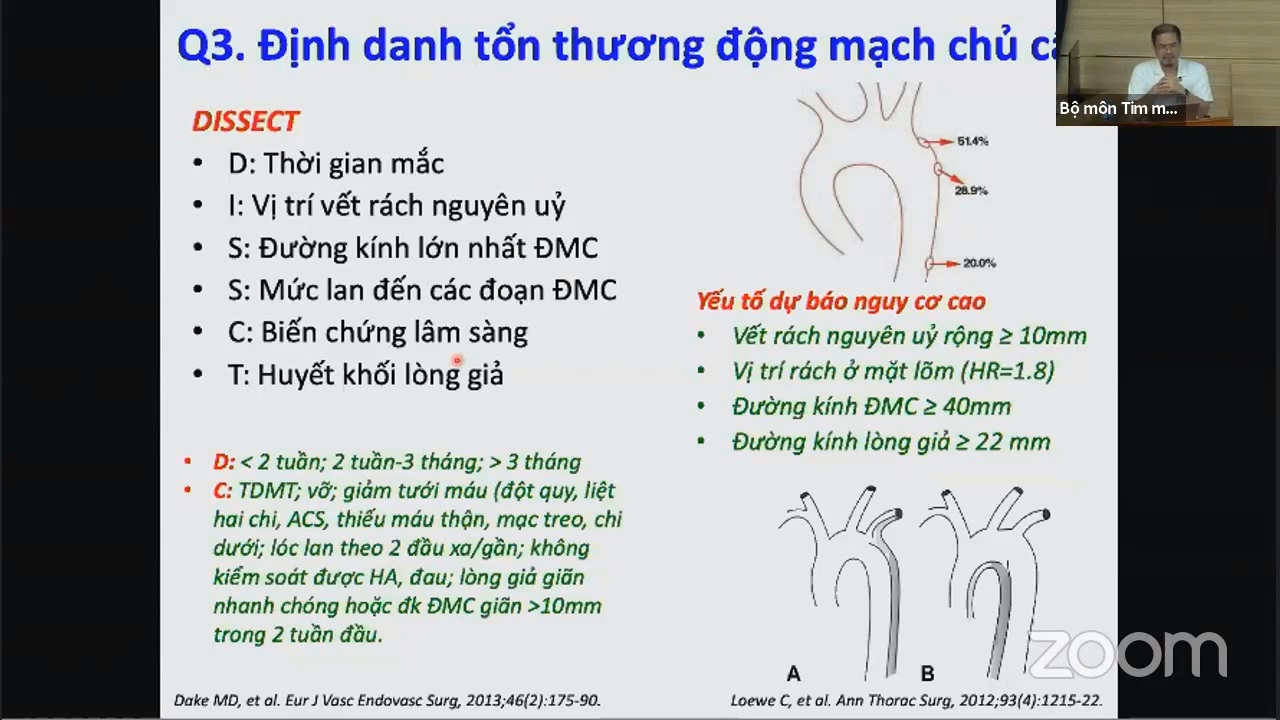 Q3. Định danh tổn thương động mạch chủ
Bộ môn Tim m...
DISSECT
• D: Thời gian mắc
• I: Vị trí vết rách nguyên uỷ
• S: Đường kính lớn nhất ĐMC
• S: Mức lan đến các đoạn ĐMC
• C: Biến chứng lâm sàng
• T: Huyết khối lòng giả
• D: < 2 tuần; 2 tuần-3 tháng; > 3 tháng
• C: TDMT; vỡ; giảm tưới máu (đột quy, liệt
hai chi, ACS, thiếu máu thận, mạc treo, chi
dưới; lóc lan theo 2 đầu xa/gần; không
kiểm soát được HA, đau; lòng giả giãn
nhanh chóng hoặc đk ĐMC giãn >10mm
trong 2 tuần đầu.
Dake MD, et al. Eur J Vasc Endovasc Surg, 2013;46(2):175-90.
51.4%
28.9%
20.0%
Yếu tố dự báo nguy cơ cao
• Vết rách nguyên uỷ rộng ≥ 10mm
• Vị trí rách ở mặt lõm (HR=1.8)
• Đường kính ĐMC ≥ 40mm
• Đường kính lòng giả ≥ 22 mm
A B
zoom
Loewe C, et al. Ann Thorac Surg, 2012;93(4):1215-22.